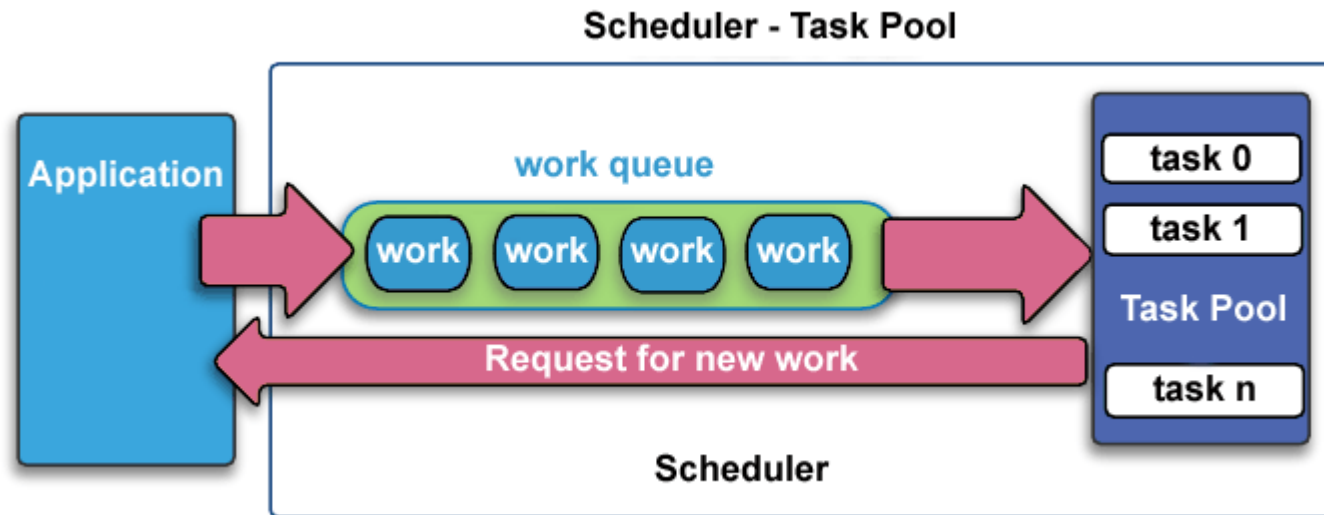 Scheduler - Task Pool
Application
work queue
work work work work
task 0
task 1
Task Pool
task n
Request for new work
Scheduler